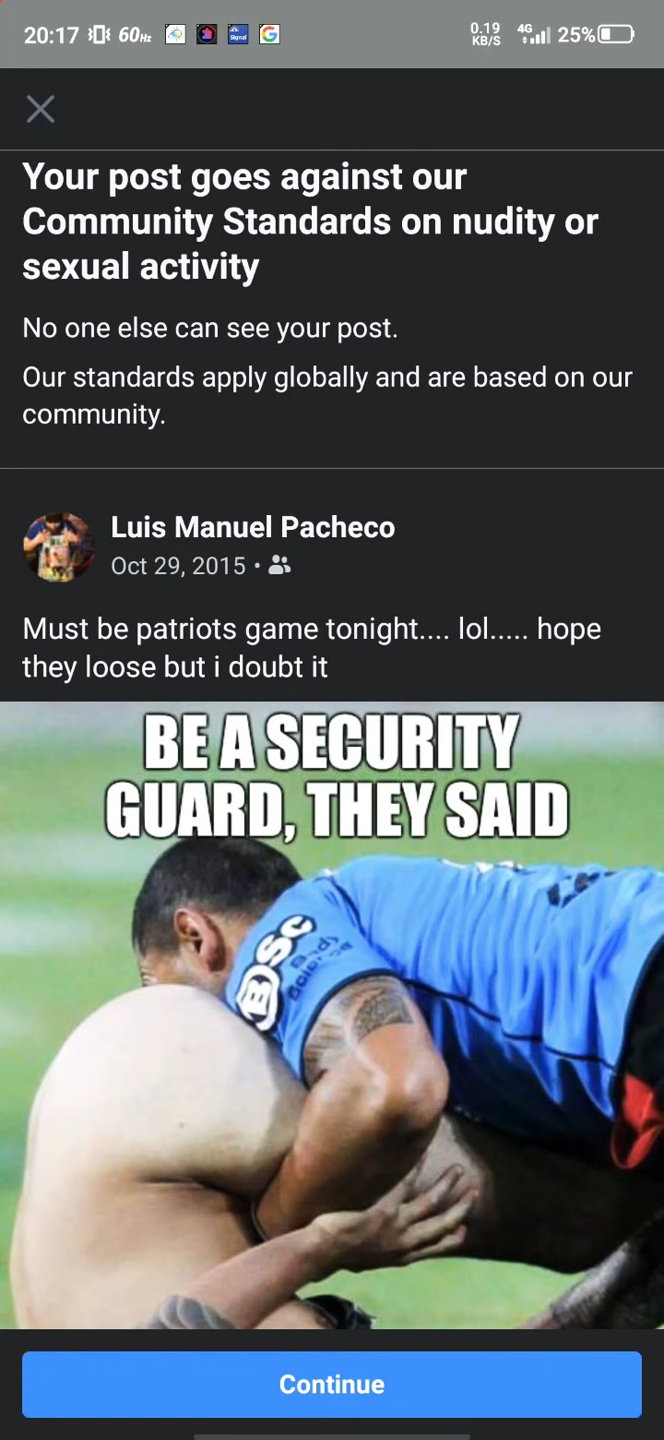 20:17 60Hz Signal G 0.19 KB/S 4G 25%
Your post goes against our
Community Standards on nudity or
sexual activity
No one else can see your post.
Our standards apply globally and are based on our
community.
Luis Manuel Pacheco
Oct 29, 2015 •
Must be patriots game tonight.... lol..... hope
they loose but i doubt it
BE A SECURITY
GUARD, THEY SAID
BSc
Body
Science
Continue